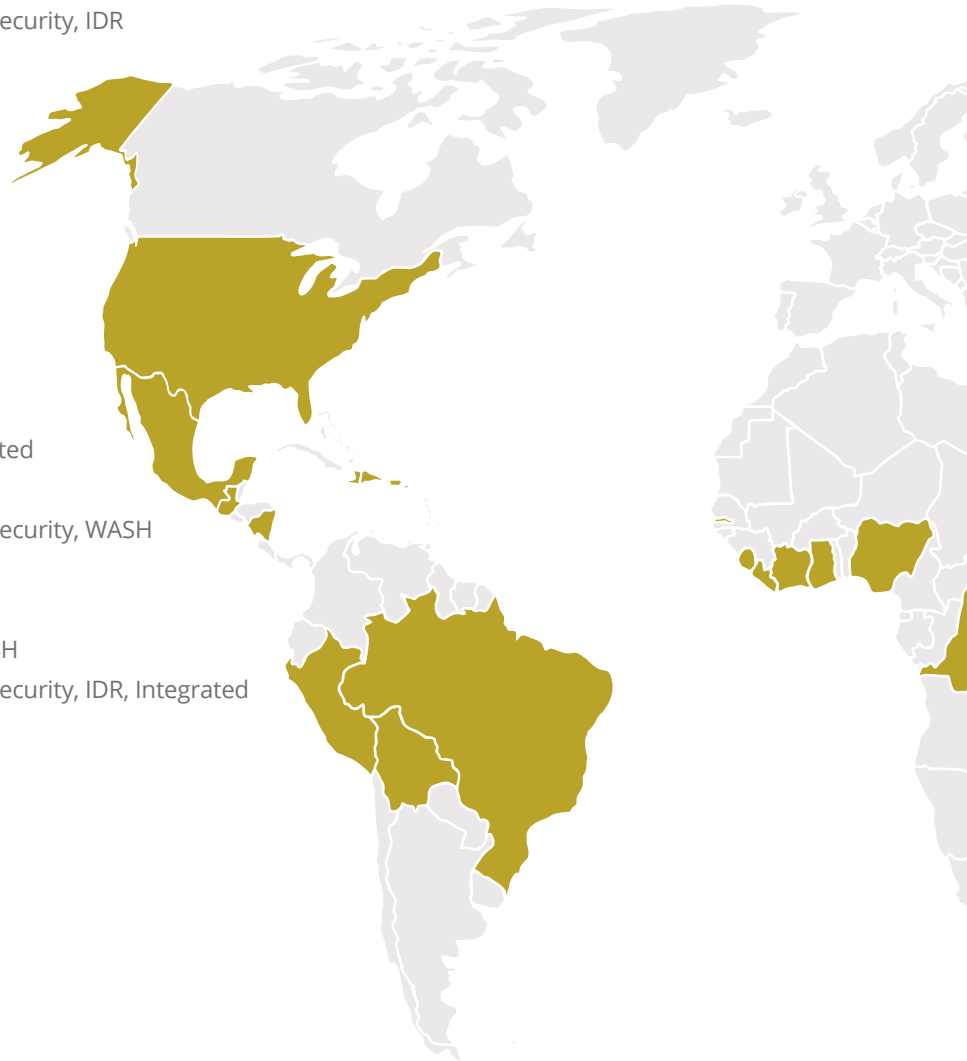 ecurity, IDR
ted
ecurity, WASH
H
ecurity, IDR, Integrated